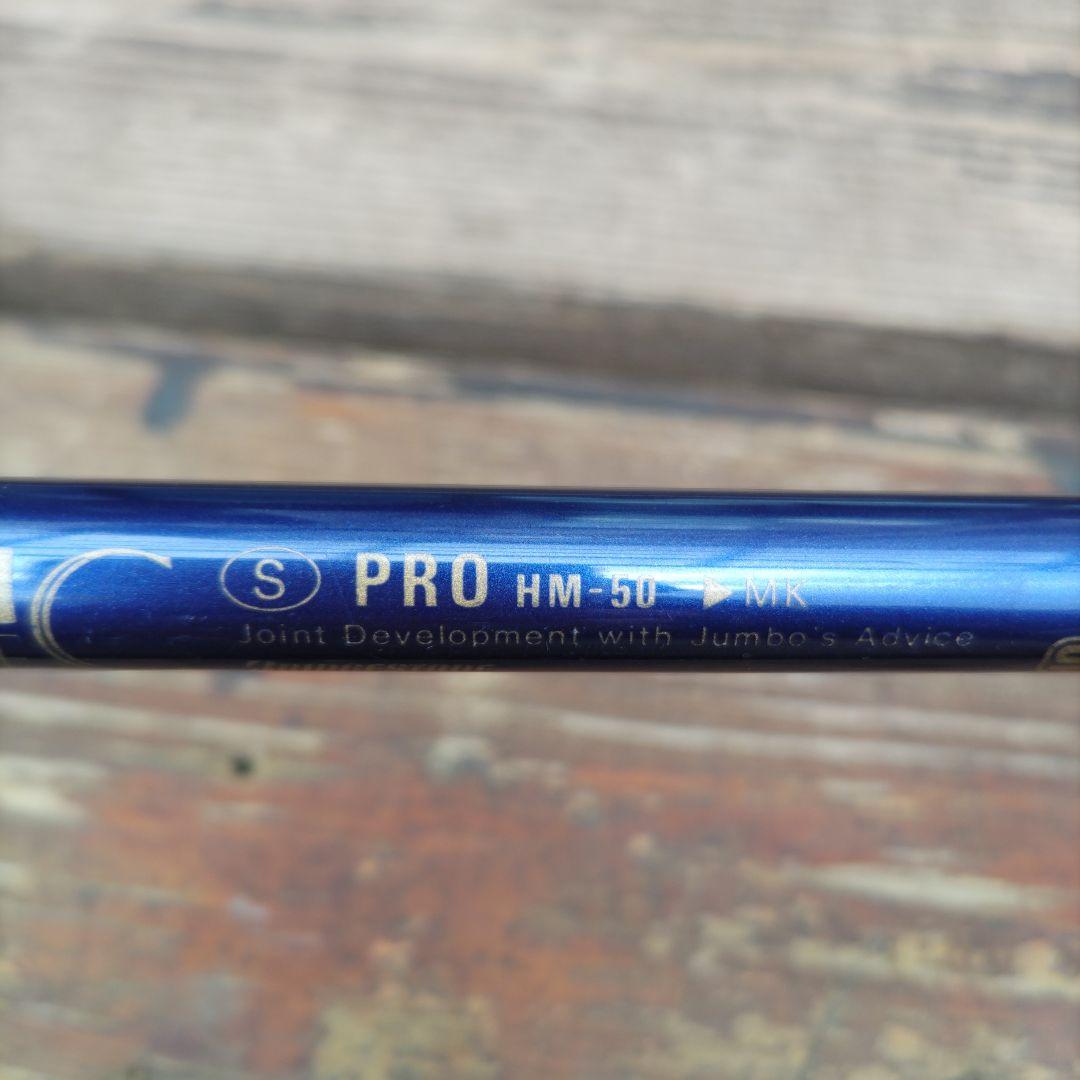 C S PRO HM-50 ▶MK
Joint Development with Jumbo's Advice